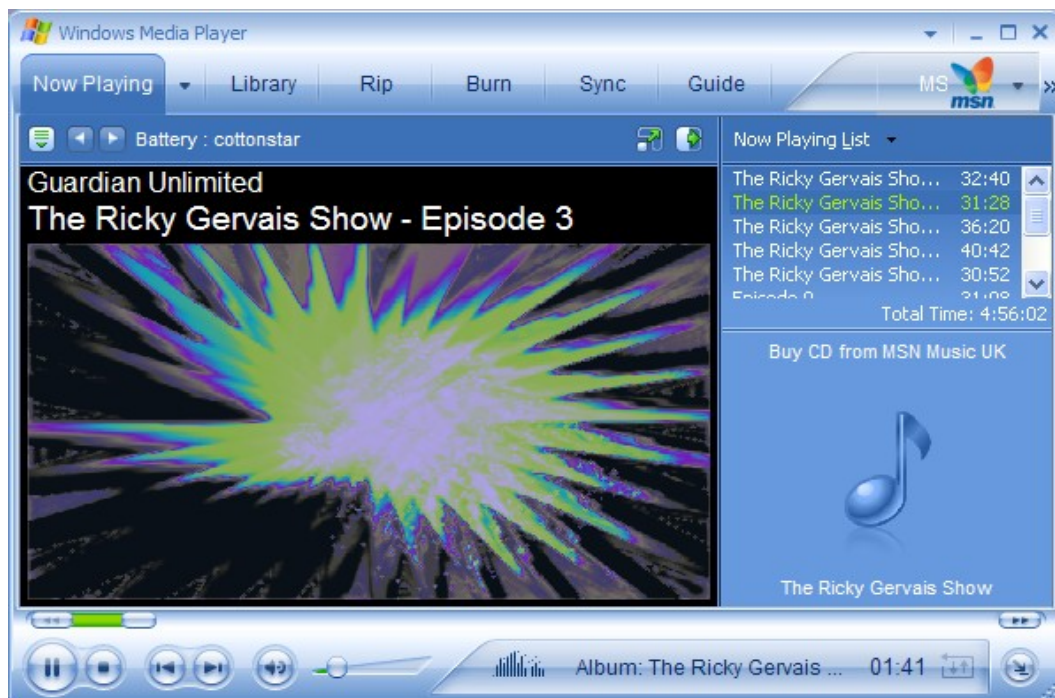 Windows Media Player
Now Playing
Library
Rip
Burn
Sync
Guide
MS
msn
Battery : cottonstar
Now Playing List
Guardian Unlimited
The Ricky Gervais Show - Episode 3
The Ricky Gervais Sho... 32:40
The Ricky Gervais Sho... 31:28
The Ricky Gervais Sho... 36:20
The Ricky Gervais Sho... 40:42
The Ricky Gervais Sho... 30:52
Total Time: 4:56:02
Buy CD from MSN Music UK
The Ricky Gervais Show
Album: The Ricky Gervais ... 01:41